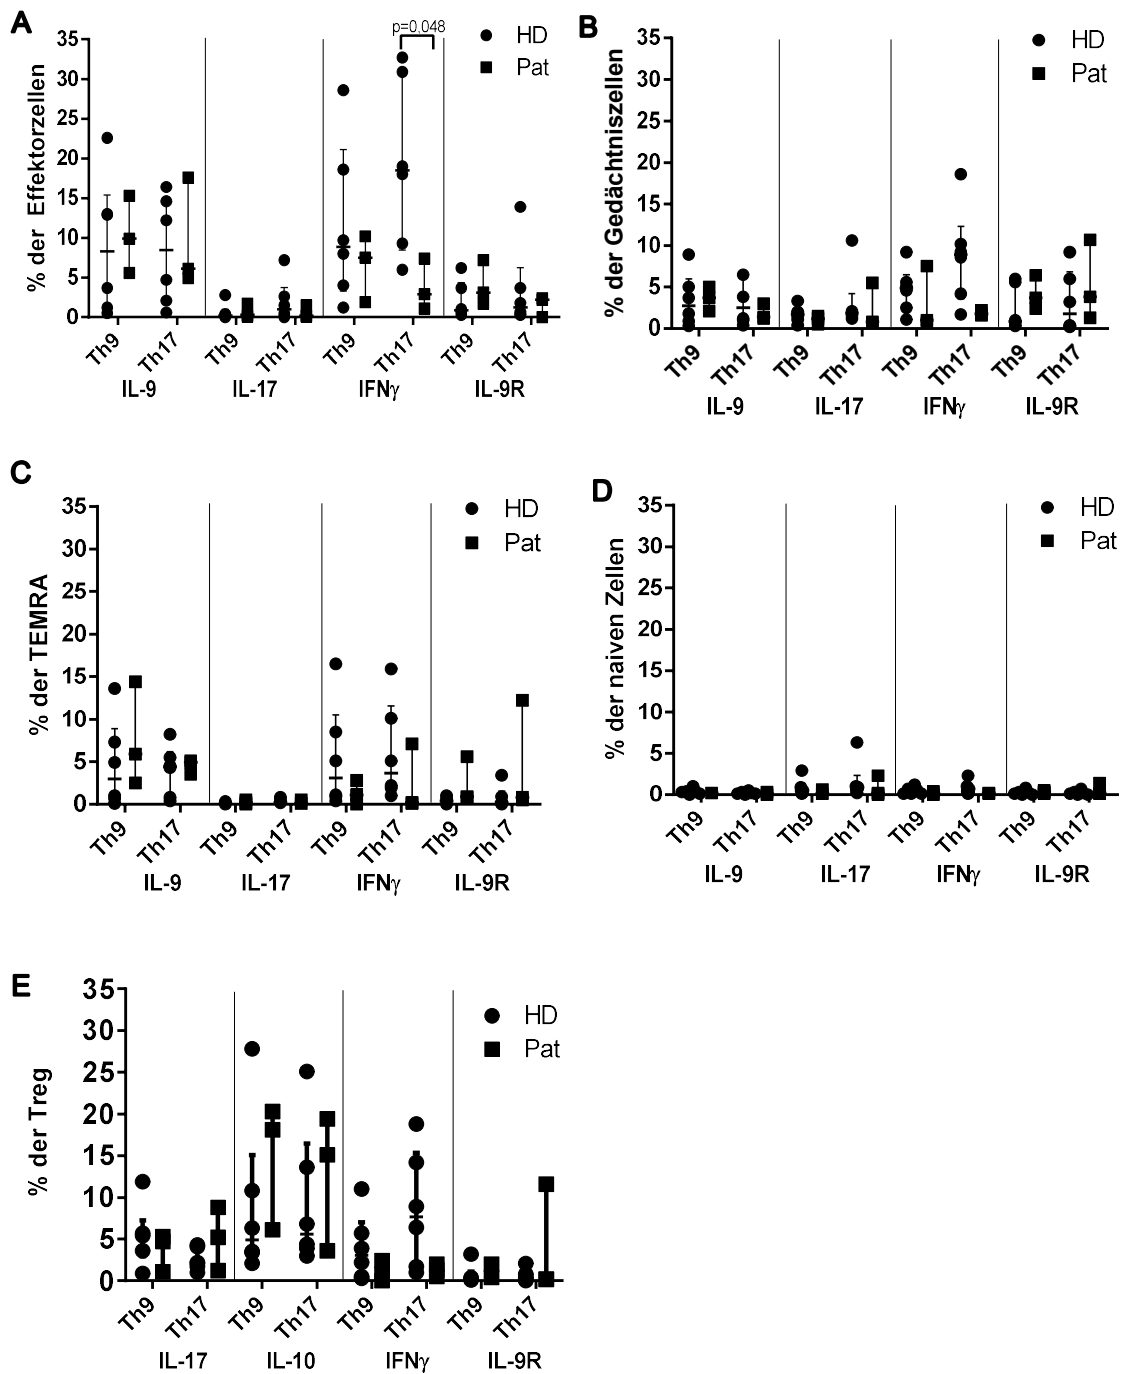 A
p=0,048
HD
Pat
% der Effektorzellen
35
30
25
20
15
10
5
0
Th9 Th17 Th9 Th17 Th9 Th17 Th9 Th17
IL-9 IL-17 IFNγ IL-9R
B
HD
Pat
% der Gedächtniszellen
35
30
25
20
15
10
5
0
Th9 Th17 Th9 Th17 Th9 Th17 Th9 Th17
IL-9 IL-17 IFNγ IL-9R
C
HD
Pat
% der TEMRA
35
30
25
20
15
10
5
0
Th9 Th17 Th9 Th17 Th9 Th17 Th9 Th17
IL-9 IL-17 IFNγ IL-9R
D
HD
Pat
% der naiven Zellen
35
30
25
20
15
10
5
0
Th9 Th17 Th9 Th17 Th9 Th17 Th9 Th17
IL-9 IL-17 IFNγ IL-9R
E
HD
Pat
% der Treg
35
30
25
20
15
10
5
0
Th9 Th17 Th9 Th17 Th9 Th17 Th9 Th17
IL-17 IL-10 IFNγ IL-9R